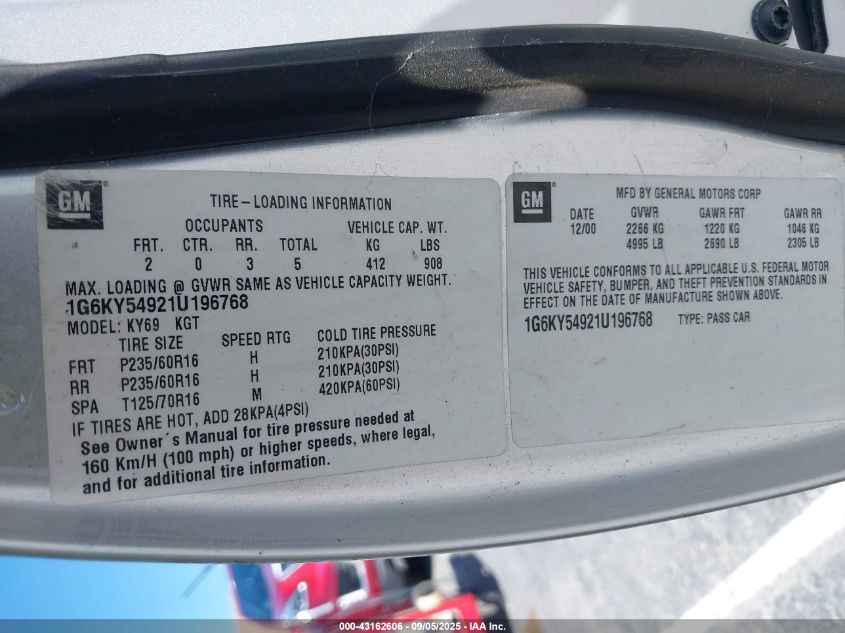 GM
TIRE-LOADING INFORMATION
OCCUPANTS VEHICLE CAP. WT.
FRT. CTR. RR. TOTAL KG LBS
2 0 3 5 412 908
MAX. LOADING @ GVWR SAME AS VEHICLE CAPACITY WEIGHT.
1G6KY54921U196768
MODEL: KY69 KGT
TIRE SIZE SPEED RTG COLD TIRE PRESSURE
FRT P235/60R16 H 210KPA(30PSI)
RR P235/60R16 H 210KPA(30PSI)
SPA T125/70R16 M 420KPA(60PSI)
IF TIRES ARE HOT, ADD 28KPA(4PSI)
See Owner´s Manual for tire pressure needed at
160 Km/H (100 mph) or higher speeds, where legal,
and for additional tire information.
GM
MFD BY GENERAL MOTORS CORP
DATE GVWR GAWR FRT GAWR RR
12/00 2266 KG 1220 KG 1046 KG
4995 LB 2690 LB 2305 LB
THIS VEHICLE CONFORMS TO ALL APPLICABLE U.S. FEDERAL MOTOR
VEHICLE SAFETY, BUMPER, AND THEFT PREVENTION STANDARDS IN
EFFECT ON THE DATE OF MANUFACTURE SHOWN ABOVE.
1G6KY54921U196768 TYPE: PASS CAR
000-43162606 - 09/05/2025 - IAA Inc.